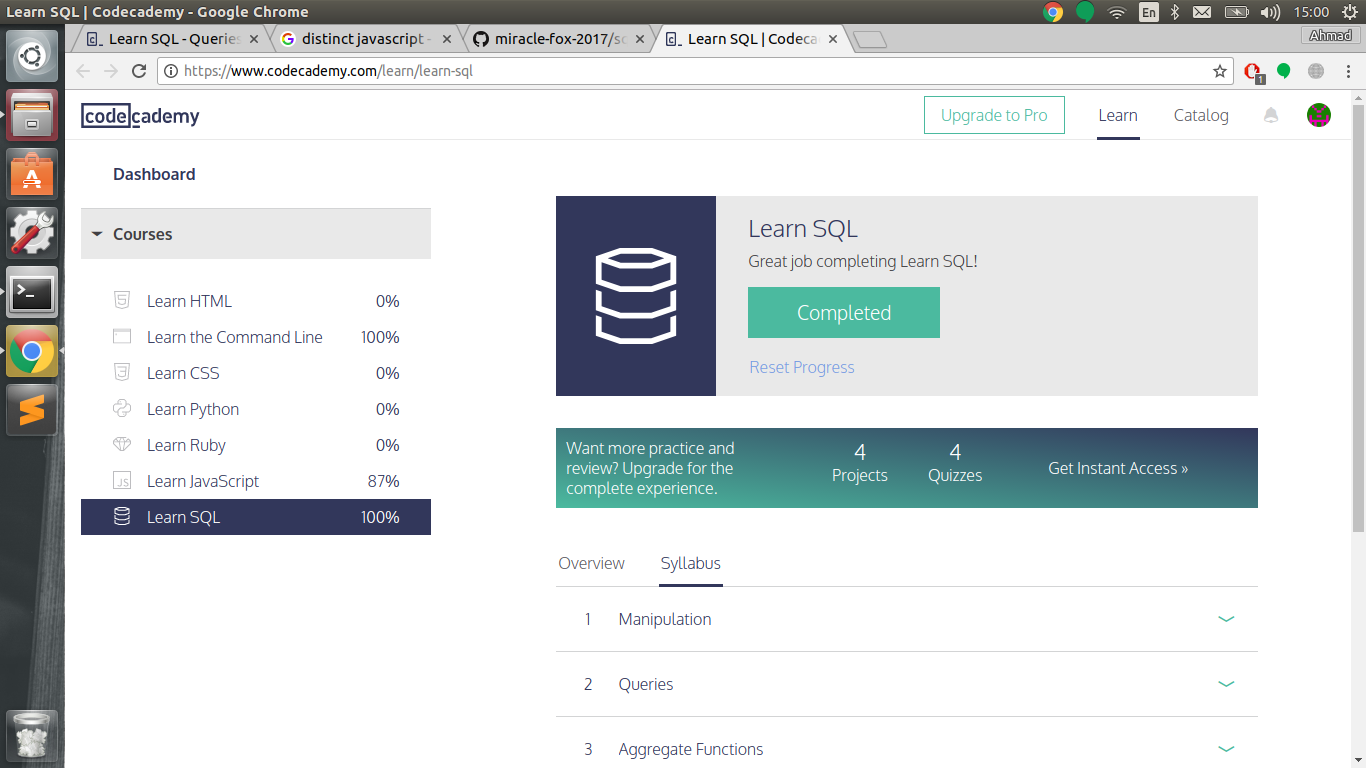 Learn SQL | Codecademy - Google Chrome
En
15:00
Learn SQL - Queries
distinct javascript -
miracle-fox-2017/
Learn SQL | Codeca
Ahmad
https://www.codecademy.com/learn/learn-sql
1
codecademy
Upgrade to Pro
Learn
Catalog
Dashboard
Courses
Learn HTML 0%
Learn the Command Line 100%
Learn CSS 0%
Learn Python 0%
Learn Ruby 0%
JS Learn JavaScript 87%
Learn SQL 100%
Learn SQL
Great job completing Learn SQL!
Completed
Reset Progress
Want more practice and
review? Upgrade for the
complete experience.
4
Projects
4
Quizzes
Get Instant Access »
Overview
Syllabus
1 Manipulation
2 Queries
3 Aggregate Functions